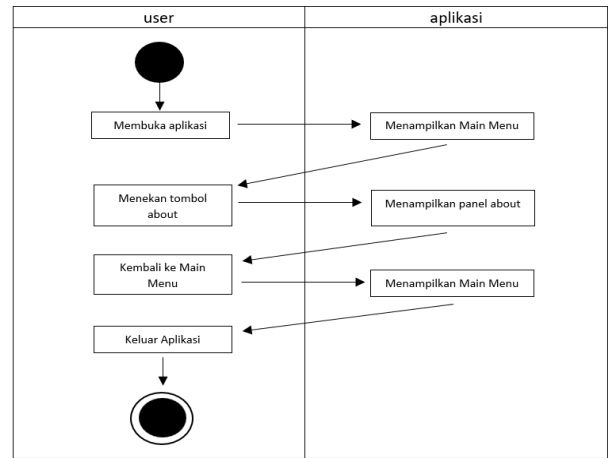 user
aplikasi
Membuka aplikasi
Menampilkan Main Menu
Menekan tombol
about
Menampilkan panel about
Kembali ke Main
Menu
Menampilkan Main Menu
Keluar Aplikasi